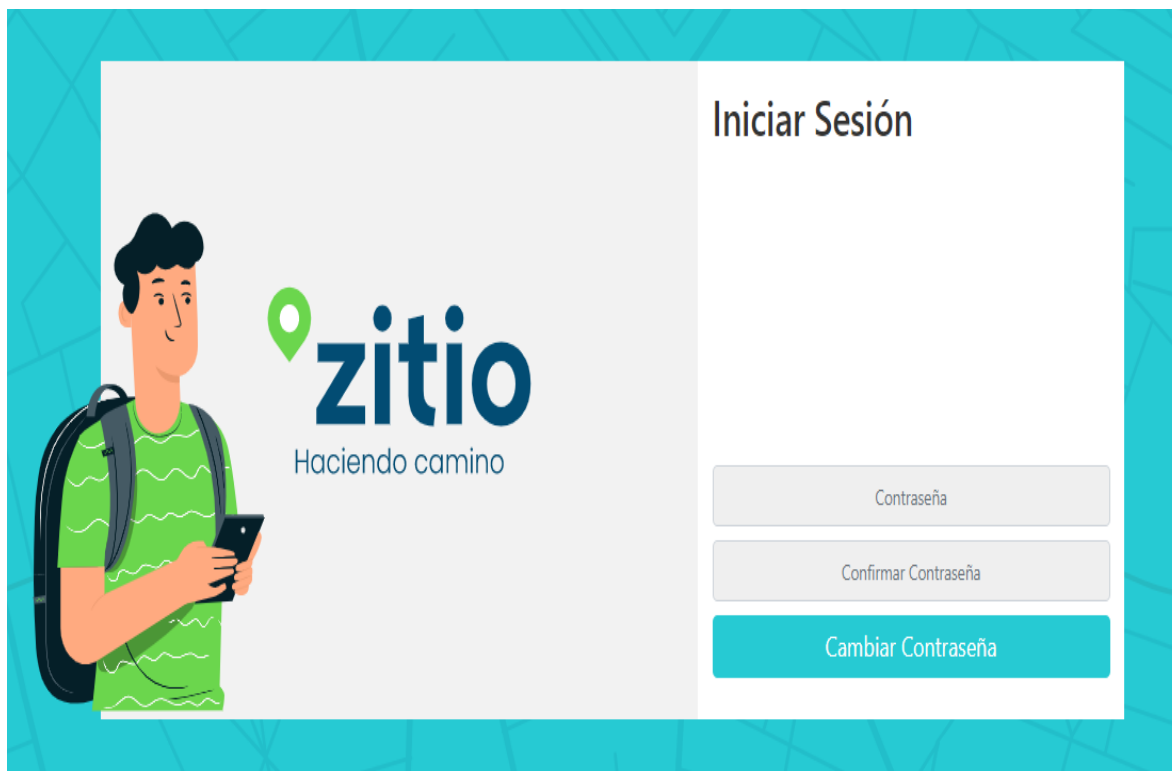 Iniciar Sesión
zitio
Haciendo camino
Contraseña
Confirmar Contraseña
Cambiar Contraseña